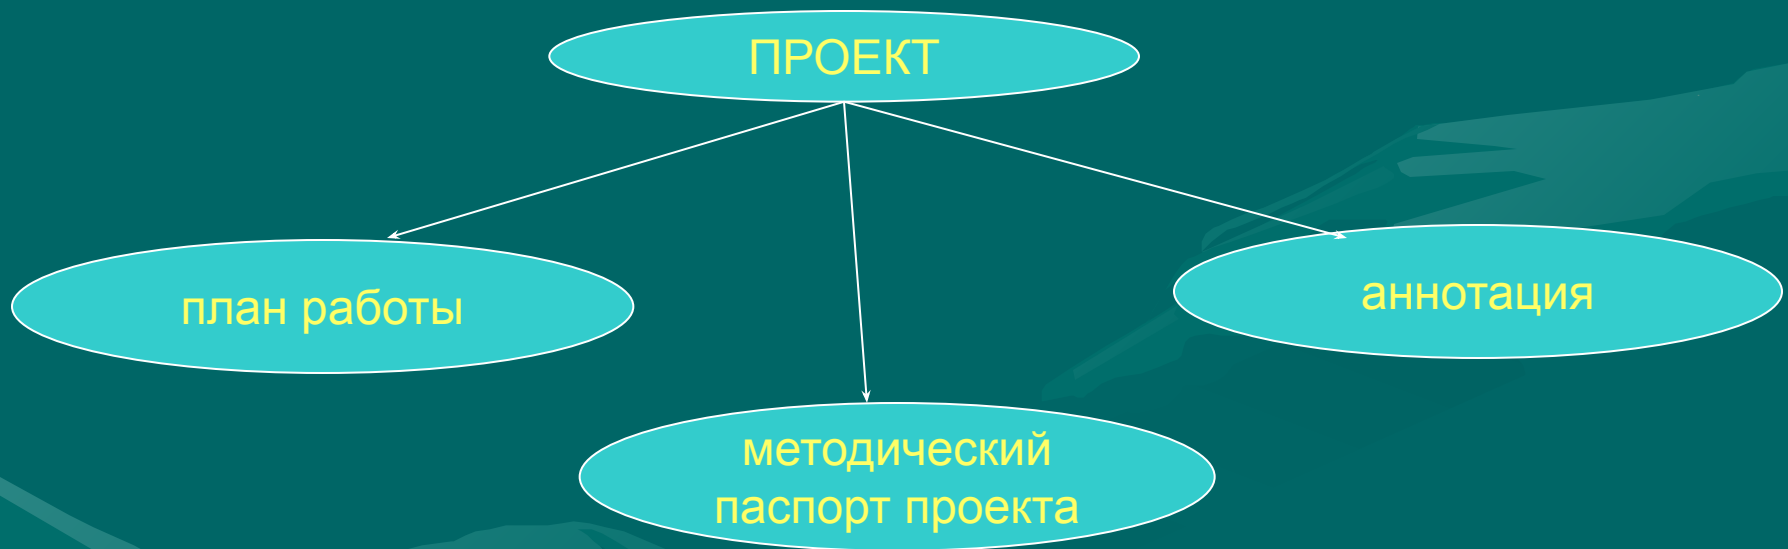 ПРОЕКТ
план работы
аннотация
методический
паспорт проекта